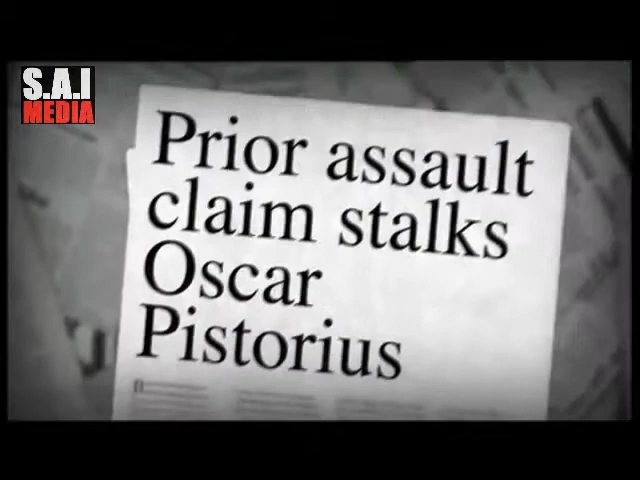 S.A.I
MEDIA
Prior assault
claim stalks
Oscar
Pistorius